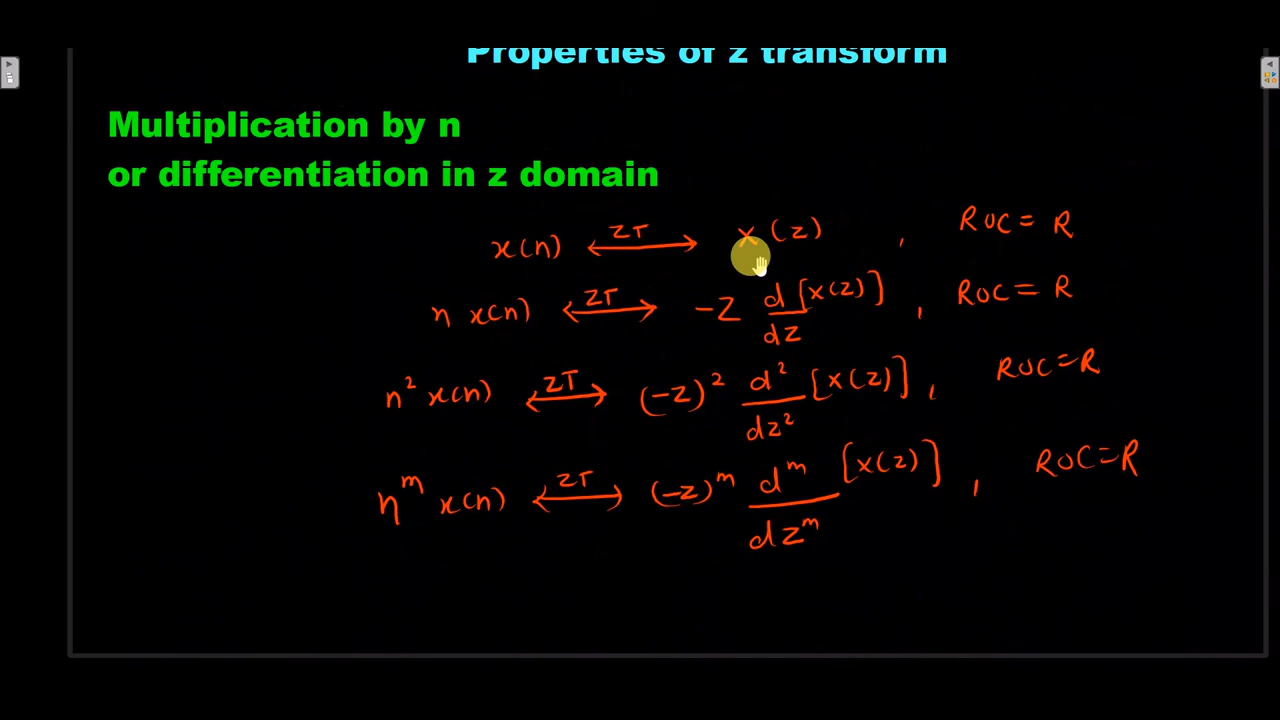 Properties of z transform
Multiplication by n
or differentiation in z domain
x(n) ⟷ ZT X(z) , ROC = R
n x(n) ⟷ ZT -Z d/dz [X(z)] , ROC = R
n² x(n) ⟷ ZT (-z)² d²/dz² [X(z)] , ROC = R
n^m x(n) ⟷ ZT (-z)^m d^m/dz^m [X(z)] , ROC = R